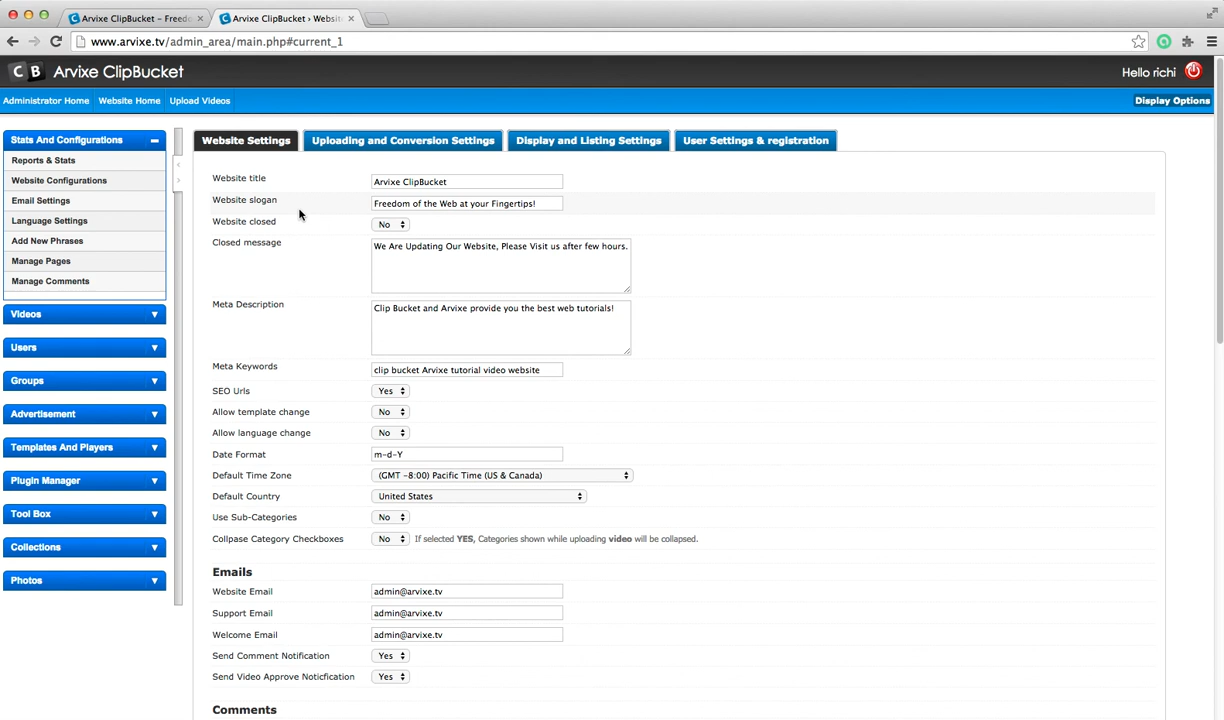 Arvixe ClipBucket – Freedo
Arvixe ClipBucket › Websit
www.arvixe.tv/admin_area/main.php#current_1
CB Arvixe ClipBucket
Hello richi
Administrator Home Website Home Upload Videos
Display Options
Stats And Configurations
Reports & Stats
Website Configurations
Email Settings
Language Settings
Add New Phrases
Manage Pages
Manage Comments
Videos
Users
Groups
Advertisement
Templates And Players
Plugin Manager
Tool Box
Collections
Photos
Website Settings Uploading and Conversion Settings Display and Listing Settings User Settings & registration
Website title Arvixe ClipBucket
Website slogan Freedom of the Web at your Fingertips!
Website closed No
Closed message We Are Updating Our Website, Please Visit us after few hours.
Meta Description Clip Bucket and Arvixe provide you the best web tutorials!
Meta Keywords clip bucket Arvixe tutorial video website
SEO Urls Yes
Allow template change No
Allow language change No
Date Format m-d-Y
Default Time Zone (GMT -8:00) Pacific Time (US & Canada)
Default Country United States
Use Sub-Categories No
Collpase Category Checkboxes No If selected YES, Categories shown while uploading video will be collapsed.
Emails
Website Email admin@arvixe.tv
Support Email admin@arvixe.tv
Welcome Email admin@arvixe.tv
Send Comment Notification Yes
Send Video Approve Noticfication Yes
Comments